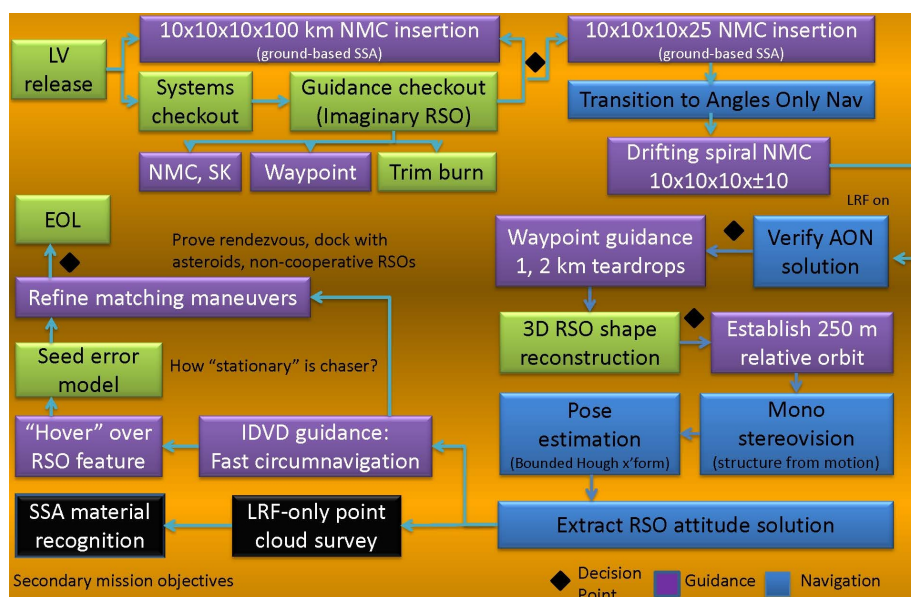 LV
release
10x10x10x100 km NMC insertion
(ground-based SSA)
10x10x10x25 NMC insertion
(ground-based SSA)
Systems
checkout
Guidance checkout
(Imaginary RSO)
Transition to Angles Only Nav
NMC, SK
Waypoint
Trim burn
Drifting spiral NMC
10x10x10x±10
LRF on
EOL
Prove rendezvous, dock with
asteroids, non-cooperative RSOs
Waypoint guidance
1, 2 km teardrops
Verify AON
solution
Refine matching maneuvers
3D RSO shape
reconstruction
Establish 250 m
relative orbit
Seed error
model
How “stationary” is chaser?
“Hover” over
RSO feature
IDVD guidance:
Fast circumnavigation
Pose
estimation
(Bounded Hough x’form)
Mono
stereovision
(structure from motion)
SSA material
recognition
LRF-only point
cloud survey
Extract RSO attitude solution
Secondary mission objectives
Decision
Point
Guidance
Navigation